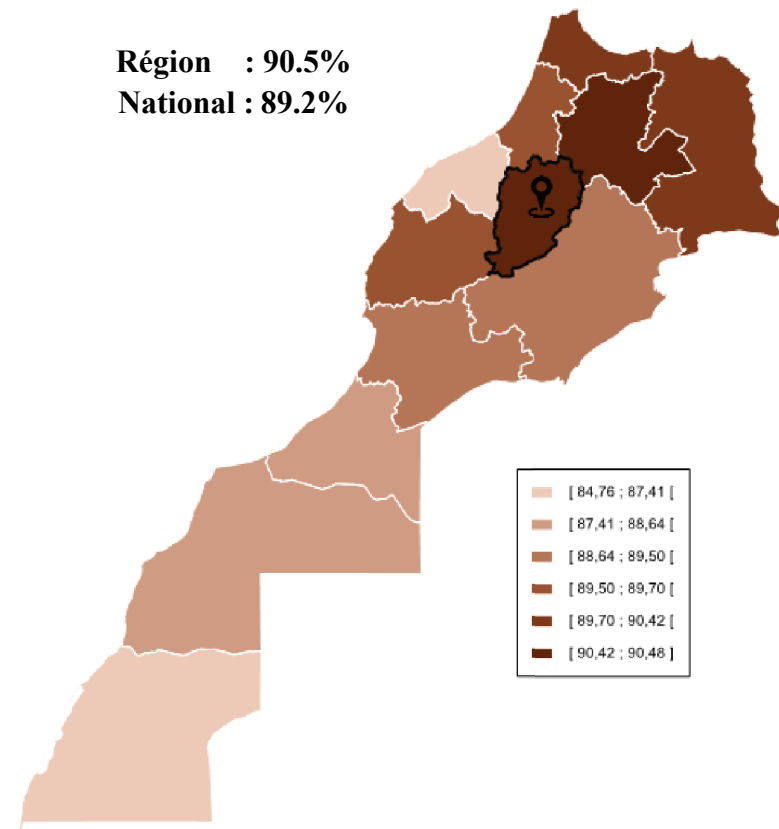 Région : 90.5%
National : 89.2%
[ 84,76 ; 87,41 [
[ 87,41 ; 88,64 [
[ 88,64 ; 89,50 [
[ 89,50 ; 89,70 [
[ 89,70 ; 90,42 [
[ 90,42 ; 90,48 ]